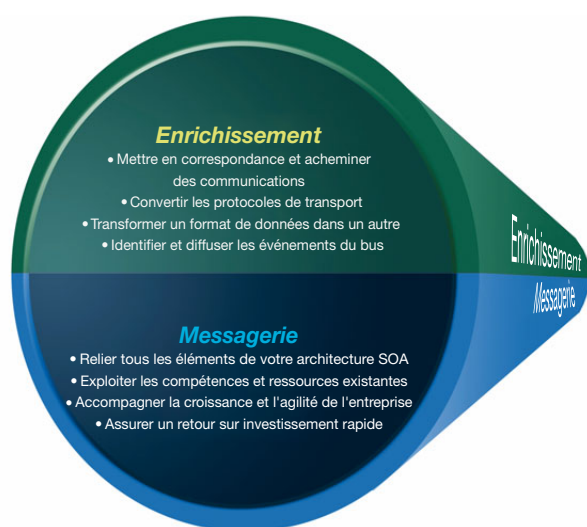 Enrichissement
• Mettre en correspondance et acheminer
des communications
• Convertir les protocoles de transport
• Transformer un format de données dans un autre
• Identifier et diffuser les événements du bus
Enrichissement
Messagerie
Messagerie
• Relier tous les éléments de votre architecture SOA
• Exploiter les compétences et ressources existantes
• Accompagner la croissance et l'agilité de l'entreprise
• Assurer un retour sur investissement rapide